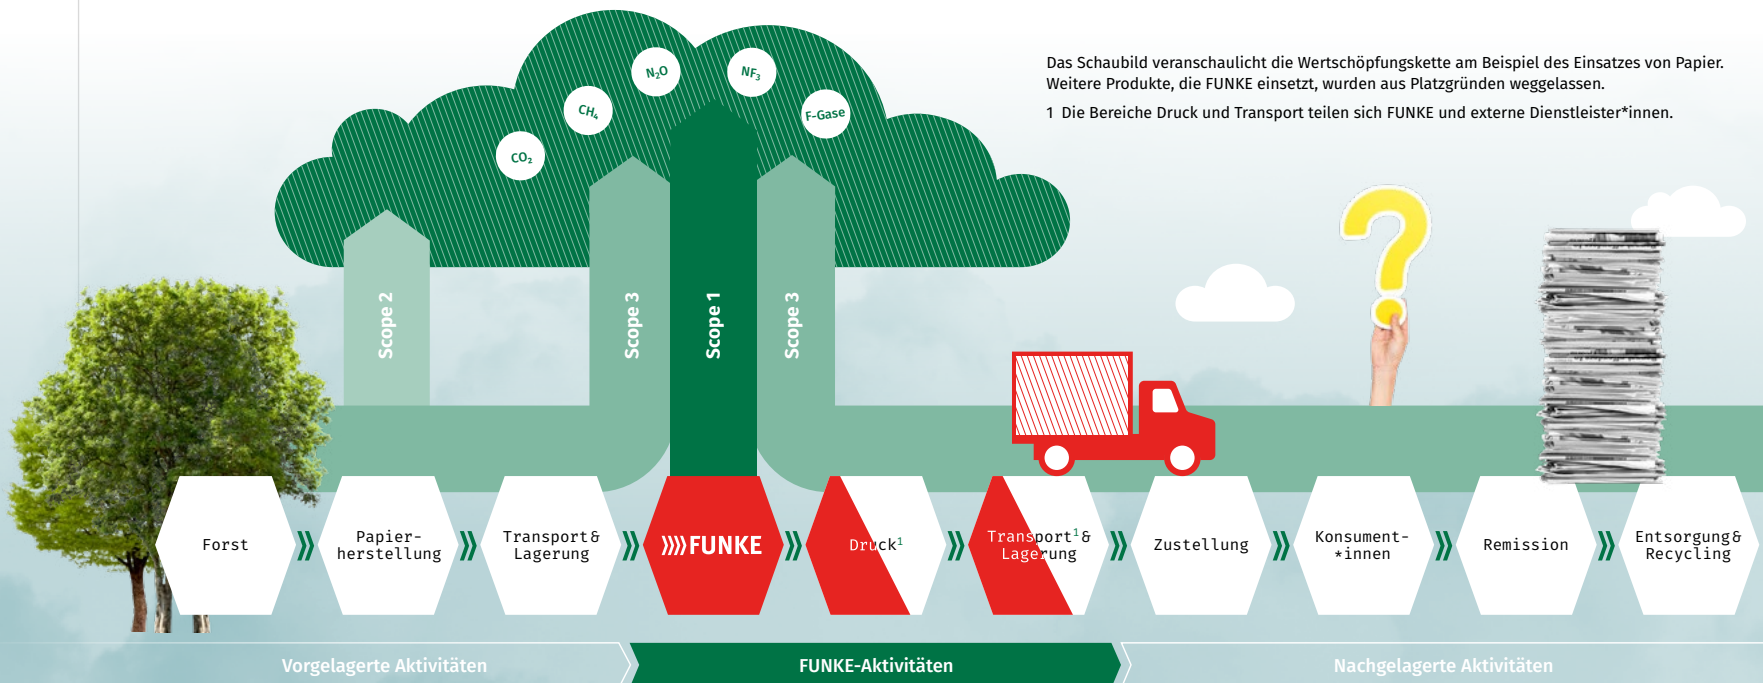 Das Schaubild veranschaulicht die Wertschöpfungskette am Beispiel des Einsatzes von Papier.
Weitere Produkte, die FUNKE einsetzt, wurden aus Platzgründen weggelassen.
1 Die Bereiche Druck und Transport teilen sich FUNKE und externe Dienstleister*innen.
CO₂
CH₄
N₂O
NF₃
F-Gase
Scope 2
Scope 3
Scope 1
Scope 3
Forst
Papier-
herstellung
Transport &
Lagerung
FUNKE
Druck¹
Transport¹ &
Lagerung
Zustellung
Konsument-
*innen
Remission
Entsorgung &
Recycling
Vorgelagerte Aktivitäten
FUNKE-Aktivitäten
Nachgelagerte Aktivitäten